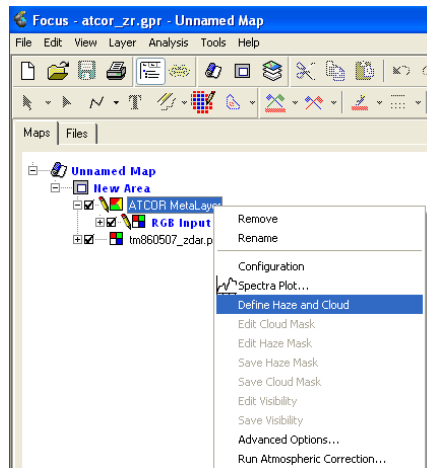 Focus - atcor_zr.gpr - Unnamed Map
File Edit View Layer Analysis Tools Help
Maps Files
Unnamed Map
New Area
ATCOR MetaLayer
RGB Input
tm860507_zdar.p
Remove
Rename
Configuration
Spectra Plot...
Define Haze and Cloud
Edit Cloud Mask
Edit Haze Mask
Save Haze Mask
Save Cloud Mask
Edit Visibility
Save Visibility
Advanced Options...
Run Atmospheric Correction...